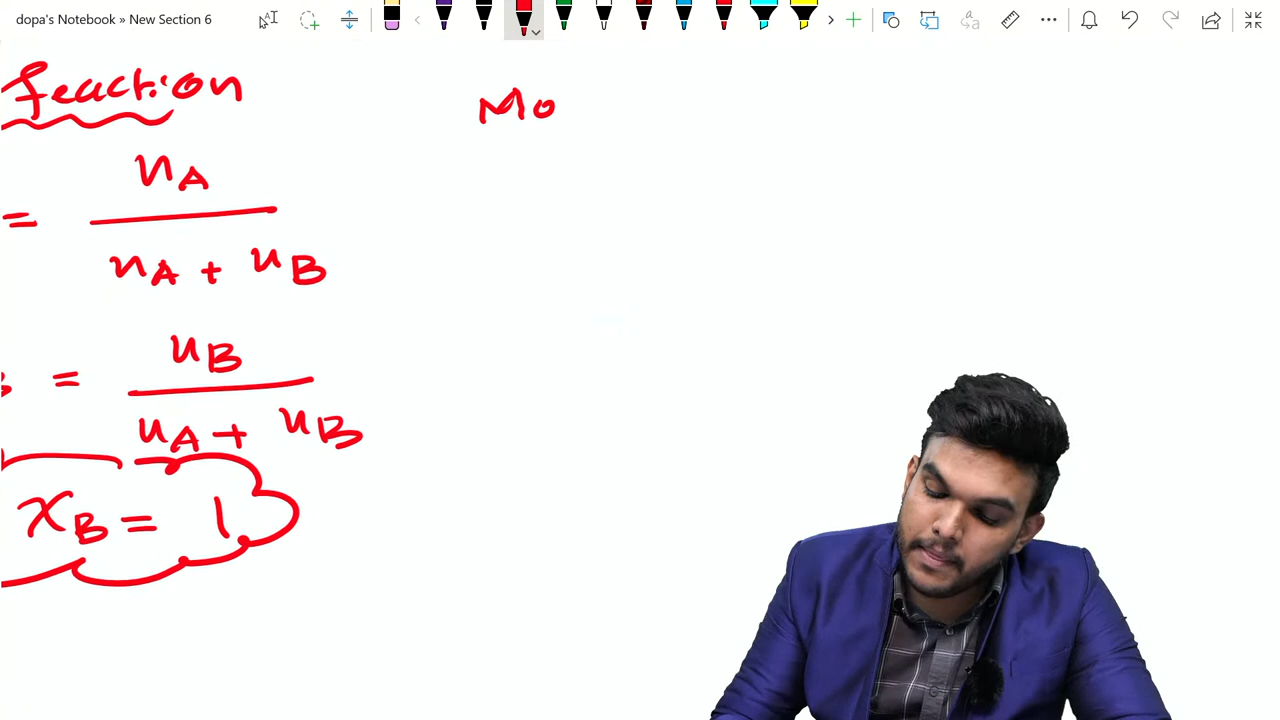 dopa's Notebook » New Section 6
fraction
= nA / nA + nB
= nB / nA + nB
xB = 1
Mo